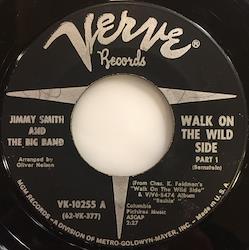 Verve
Records
JIMMY SMITH
AND
THE BIG BAND
Arranged by
Oliver Nelson
WALK ON
THE WILD
SIDE
PART 1
(Bernstein)
(From Chas. K. Feldman's
"Walk On The Wild Side"
& V/V6-8474 Album
"Bashin'")
Columbia
Pictures Music
ASCAP
2:27
VK-10255 A
(62-VK-377)
MGM RECORDS • A DIVISION OF METRO-GOLDWYN-MAYER, INC. • MADE IN U.S.A.